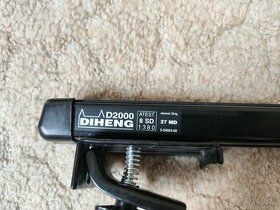 D2000
DIHENG
ATEST
8 SD
1380
27 MD